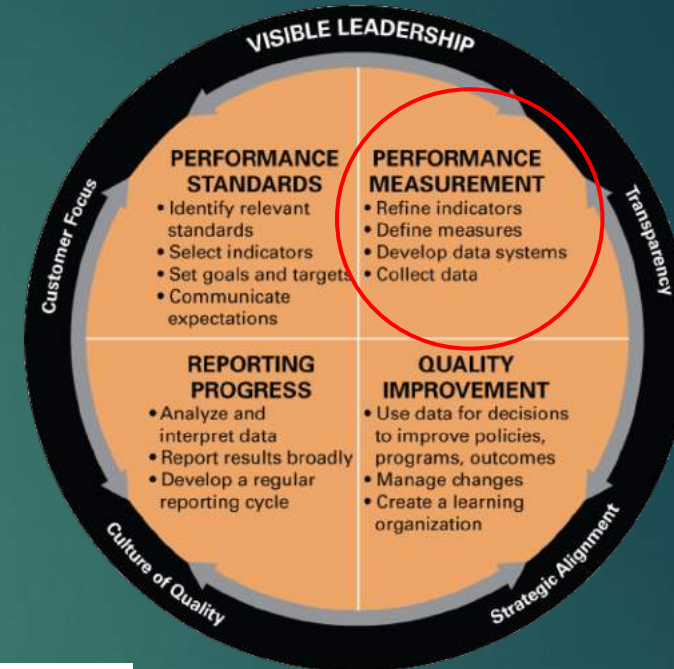 VISIBLE LEADERSHIP
Customer Focus
Transparency
PERFORMANCE
STANDARDS
• Identify relevant
standards
• Select indicators
• Set goals and targets
• Communicate
expectations
PERFORMANCE
MEASUREMENT
• Refine indicators
• Define measures
• Develop data systems
• Collect data
REPORTING
PROGRESS
• Analyze and
interpret data
• Report results broadly
• Develop a regular
reporting cycle
QUALITY
IMPROVEMENT
• Use data for decisions
to improve policies,
programs, outcomes
• Manage changes
• Create a learning
organization
Culture of Quality
Strategic Alignment